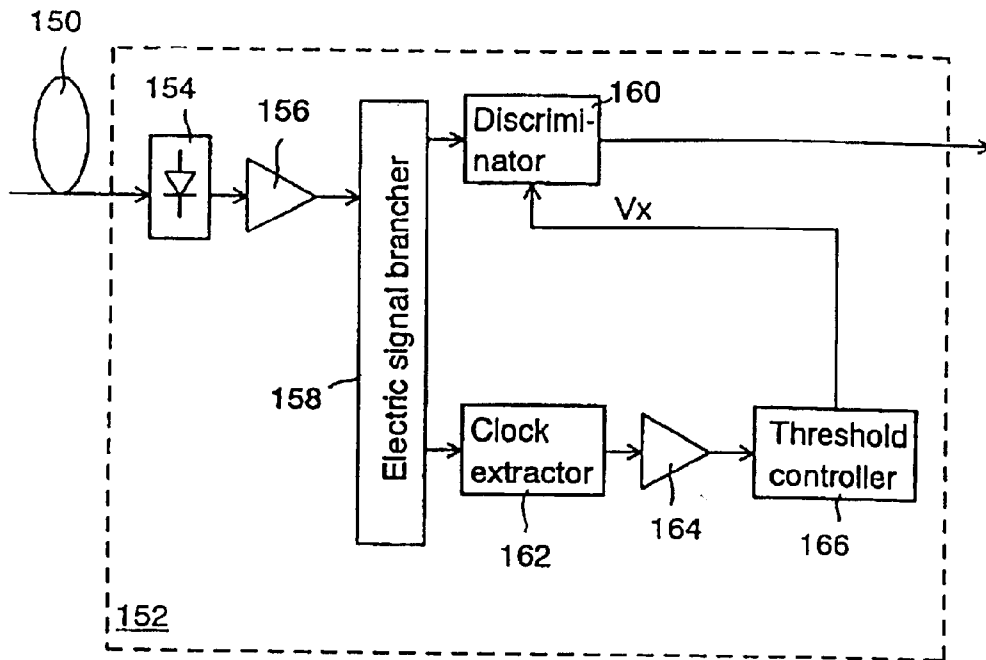 150
154
156
160
Discrimi-
nator
Vx
Electric signal brancher
158
Clock
extractor
162
164
Threshold
controller
166
152